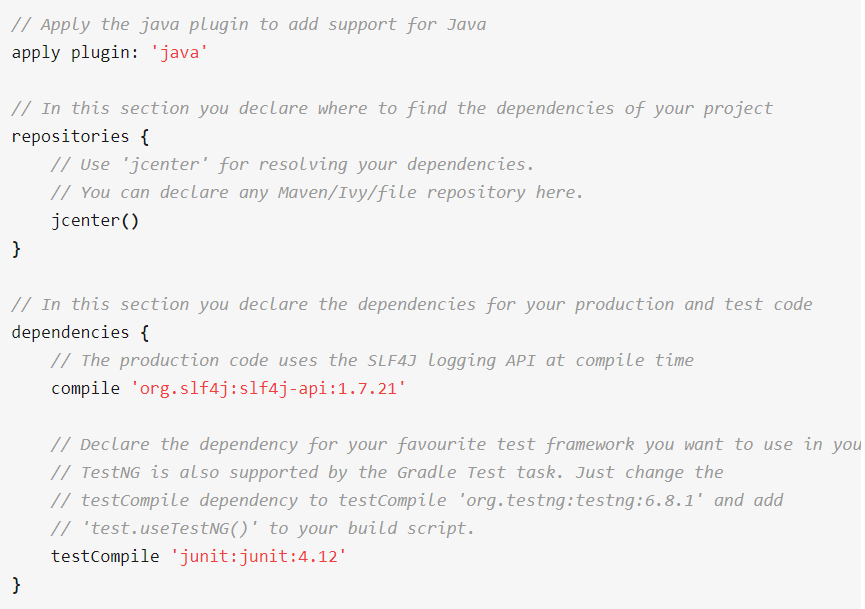 // Apply the java plugin to add support for Java
apply plugin: 'java'
// In this section you declare where to find the dependencies of your project
repositories {
// Use 'jcenter' for resolving your dependencies.
// You can declare any Maven/Ivy/file repository here.
jcenter()
}
// In this section you declare the dependencies for your production and test code
dependencies {
// The production code uses the SLF4J logging API at compile time
compile 'org.slf4j:slf4j-api:1.7.21'
// Declare the dependency for your favourite test framework you want to use in you
// TestNG is also supported by the Gradle Test task. Just change the
// testCompile dependency to testCompile 'org.testng:testng:6.8.1' and add
// 'test.useTestNG()' to your build script.
testCompile 'junit:junit:4.12'
}